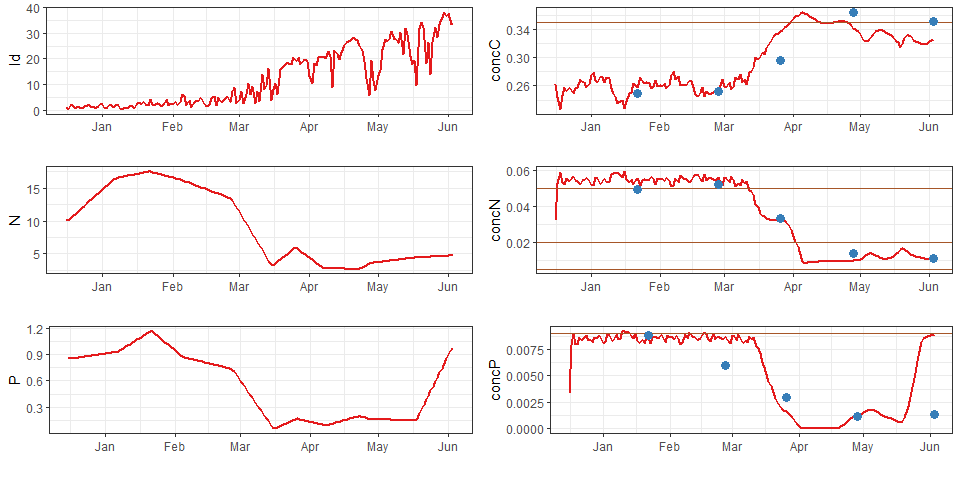 Id
40
30
20
10
0
Jan Feb Mar Apr May Jun
concC
0.34
0.30
0.26
Jan Feb Mar Apr May Jun
N
15
10
5
Jan Feb Mar Apr May Jun
concN
0.06
0.04
0.02
Jan Feb Mar Apr May Jun
P
1.2
0.9
0.6
0.3
Jan Feb Mar Apr May Jun
concP
0.0075
0.0050
0.0025
0.0000
Jan Feb Mar Apr May Jun